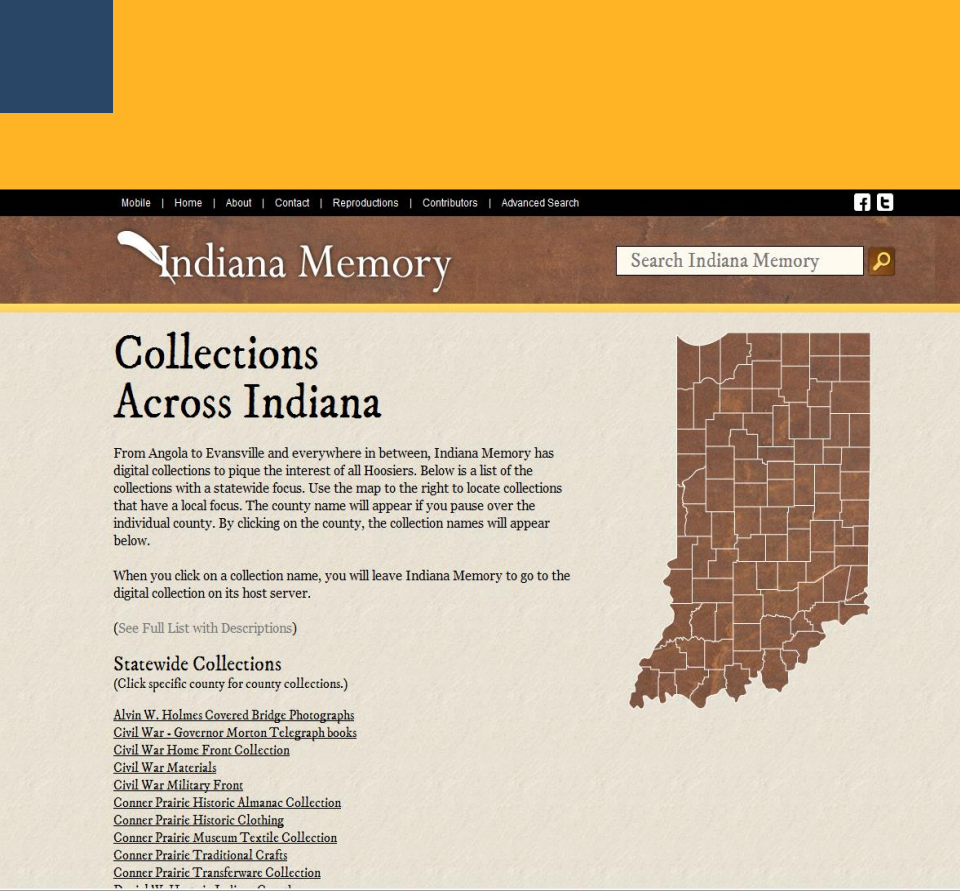 Mobile | Home | About | Contact | Reproductions | Contributors | Advanced Search
Indiana Memory
Search Indiana Memory
Collections
Across Indiana
From Angola to Evansville and everywhere in between, Indiana Memory has
digital collections to pique the interest of all Hoosiers. Below is a list of the
collections with a statewide focus. Use the map to the right to locate collections
that have a local focus. The county name will appear if you pause over the
individual county. By clicking on the county, the collection names will appear
below.
When you click on a collection name, you will leave Indiana Memory to go to the
digital collection on its host server.
(See Full List with Descriptions)
Statewide Collections
(Click specific county for county collections.)
Alvin W. Holmes Covered Bridge Photographs
Civil War - Governor Morton Telegraph books
Civil War Home Front Collection
Civil War Materials
Civil War Military Front
Conner Prairie Historic Almanac Collection
Conner Prairie Historic Clothing
Conner Prairie Museum Textile Collection
Conner Prairie Traditional Crafts
Conner Prairie Transferware Collection